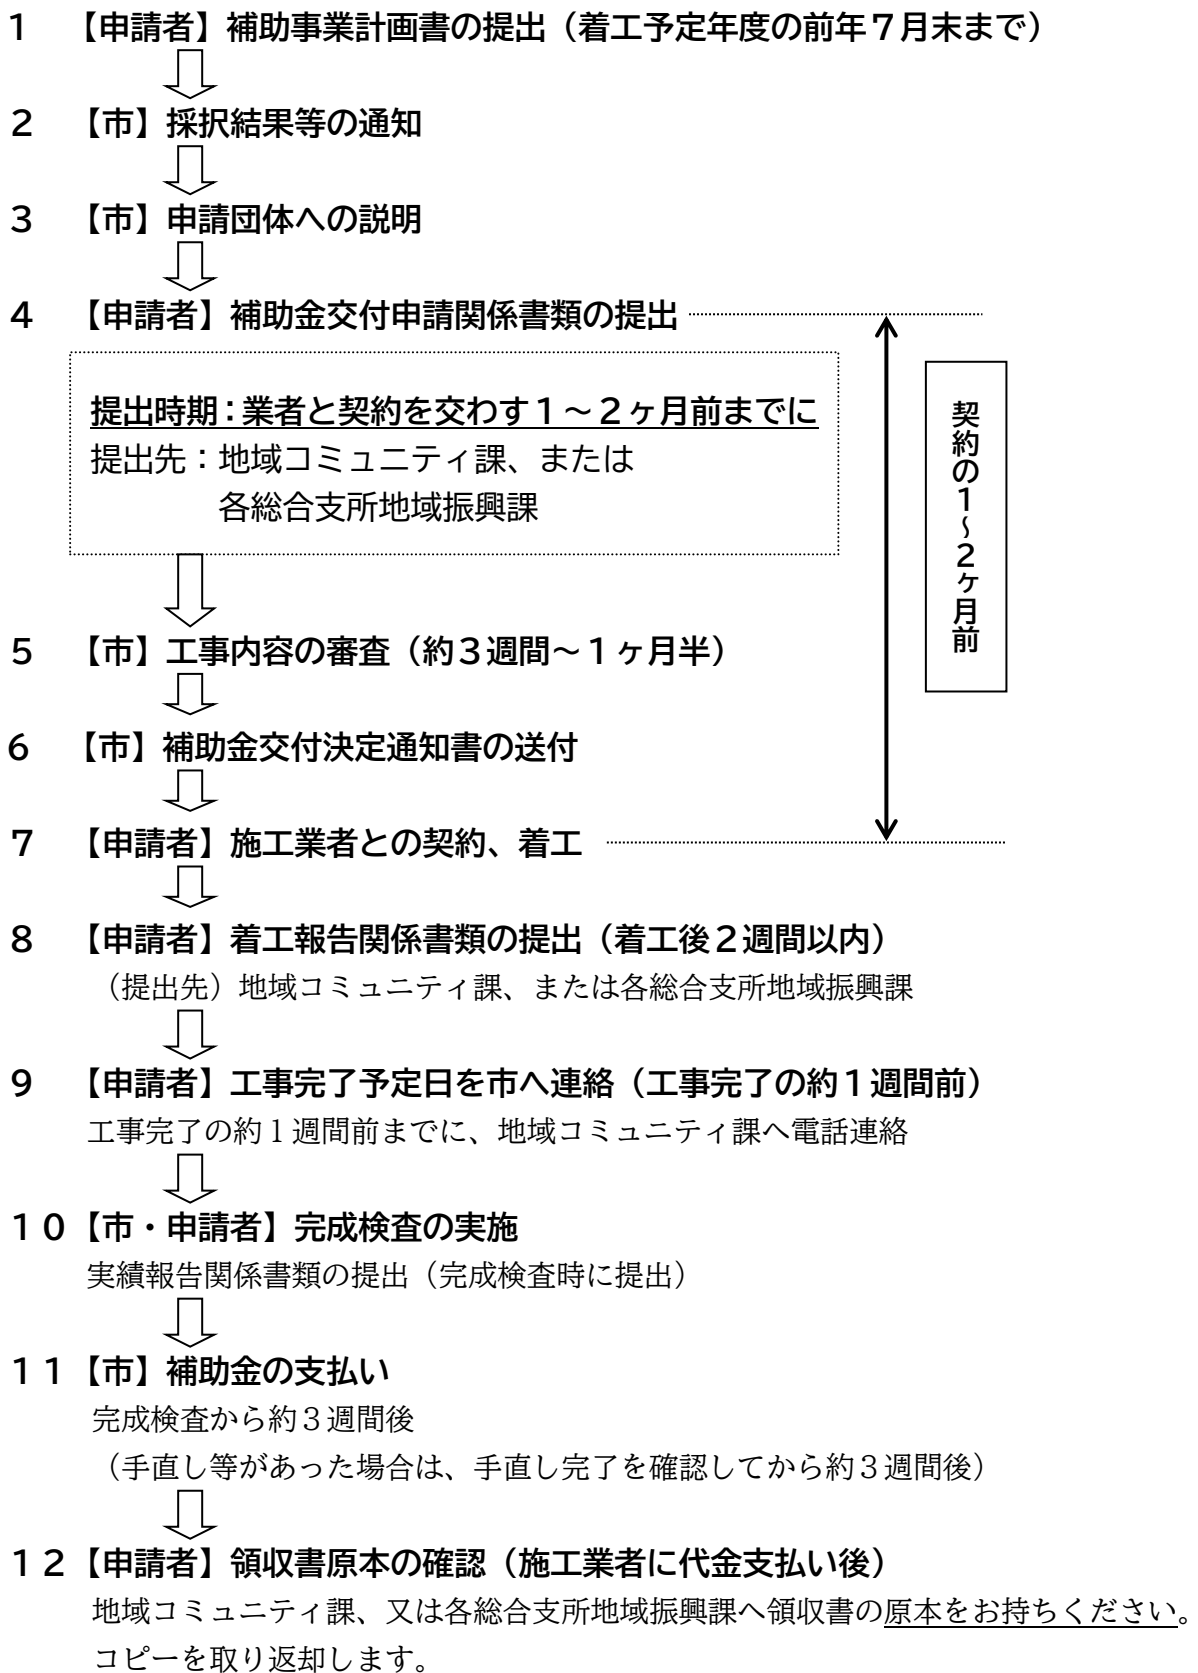 １　【申請者】補助事業計画書の提出（着工予定年度の前年７月末まで）
２　【市】採択結果等の通知
３　【市】申請団体への説明
４　【申請者】補助金交付申請関係書類の提出
提出時期：業者と契約を交わす１～２ヶ月前までに
提出先：地域コミュニティ課、または
各総合支所地域振興課
契約の１～２ヶ月前
５　【市】工事内容の審査（約３週間～１ヶ月半）
６　【市】補助金交付決定通知書の送付
７　【申請者】施工業者との契約、着工
８　【申請者】着工報告関係書類の提出（着工後２週間以内）
（提出先）地域コミュニティ課、または各総合支所地域振興課
９　【申請者】工事完了予定日を市へ連絡（工事完了の約１週間前）
工事完了の約１週間前までに、地域コミュニティ課へ電話連絡
１０【市・申請者】完成検査の実施
実績報告関係書類の提出（完成検査時に提出）
１１【市】補助金の支払い
完成検査から約３週間後
（手直し等があった場合は、手直し完了を確認してから約３週間後）
１２【申請者】領収書原本の確認（施工業者に代金支払い後）
地域コミュニティ課、又は各総合支所地域振興課へ領収書の原本をお持ちください。
コピーを取り返却します。